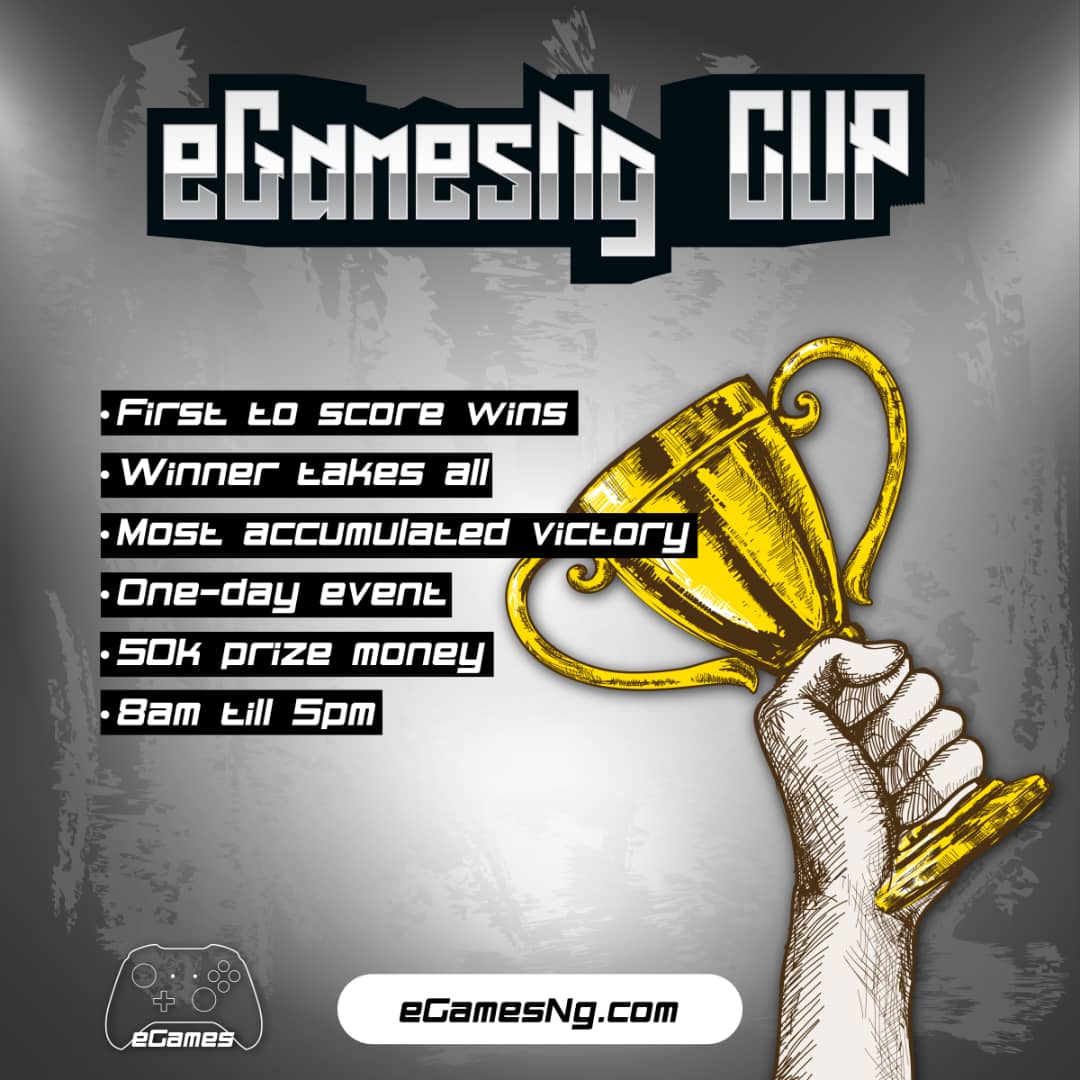 eGamesNg CUP
• First to score wins
• Winner takes all
• Most accumulated victory
• One-day event
• 50k prize money
• 8am till 5pm
eGames
eGamesNg.com